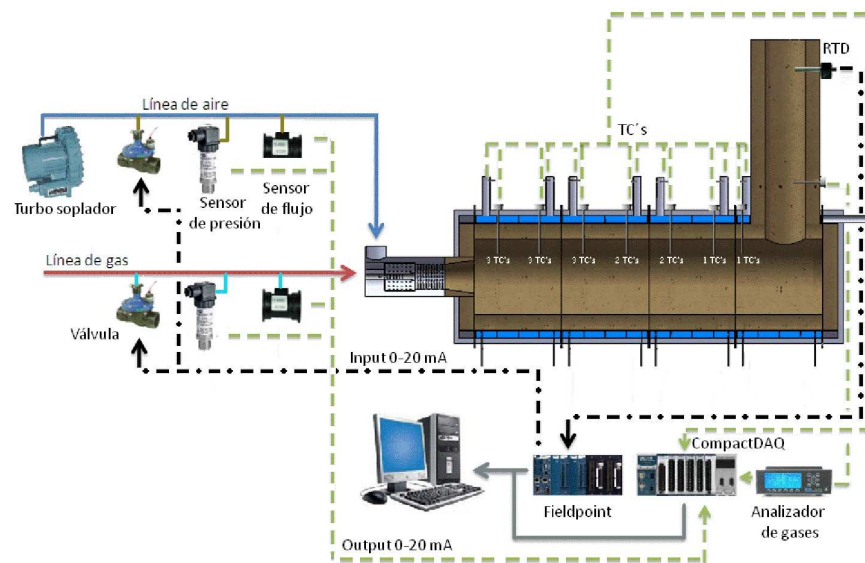 RTD
Línea de aire
TC´s
Turbo soplador
Sensor
de presión
Sensor
de flujo
Línea de gas
3 TC's
3 TC's
3 TC's
2 TC's
2 TC's
1 TC's
1 TC's
Válvula
Input 0-20 mA
CompactDAQ
Fieldpoint
Analizador
de gases
Output 0-20 mA